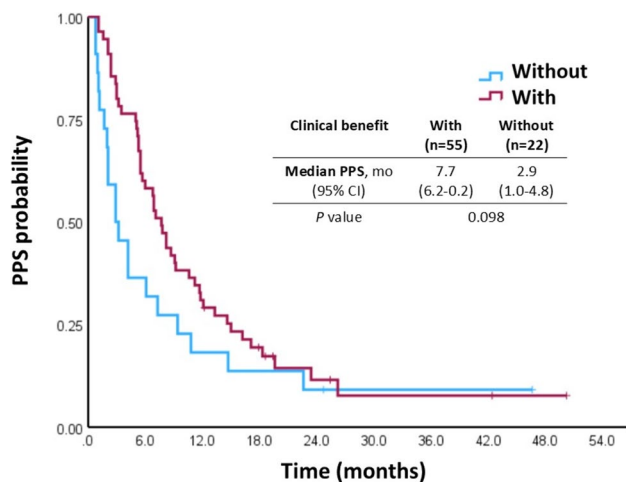 1.00
0.75
0.50
0.25
0.00
PPS probability
Without
With
Clinical benefit With Without
(n=55) (n=22)
Median PPS, mo 7.7 2.9
(95% CI) (6.2-0.2) (1.0-4.8)
P value 0.098
.0 6.0 12.0 18.0 24.0 30.0 36.0 42.0 48.0 54.0
Time (months)